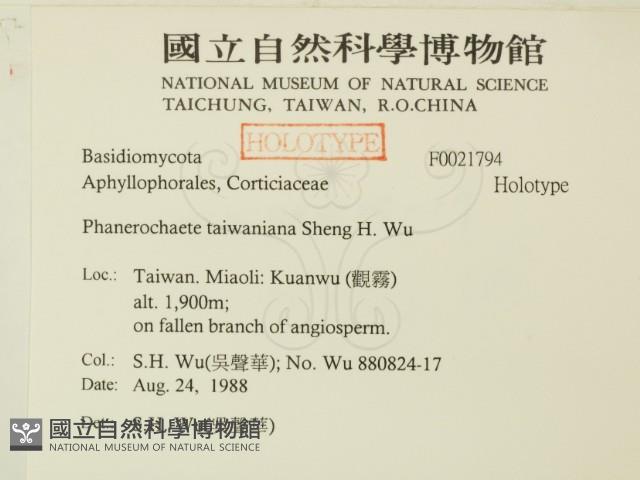 國立自然科學博物館
NATIONAL MUSEUM OF NATURAL SCIENCE
TAICHUNG, TAIWAN, R.O.CHINA
HOLOTYPE
Basidiomycota F0021794
Aphyllophorales, Corticiaceae Holotype
Phanerochaete taiwaniana Sheng H. Wu
Loc.: Taiwan. Miaoli: Kuanwu (觀霧)
alt. 1,900m;
on fallen branch of angiosperm.
Col.: S.H. Wu(吳聲華); No. Wu 880824-17
Date: Aug. 24, 1988
國立自然科學博物館
NATIONAL MUSEUM OF NATURAL SCIENCE